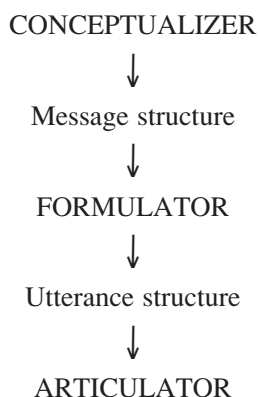 CONCEPTUALIZER
Message structure
FORMULATOR
Utterance structure
ARTICULATOR